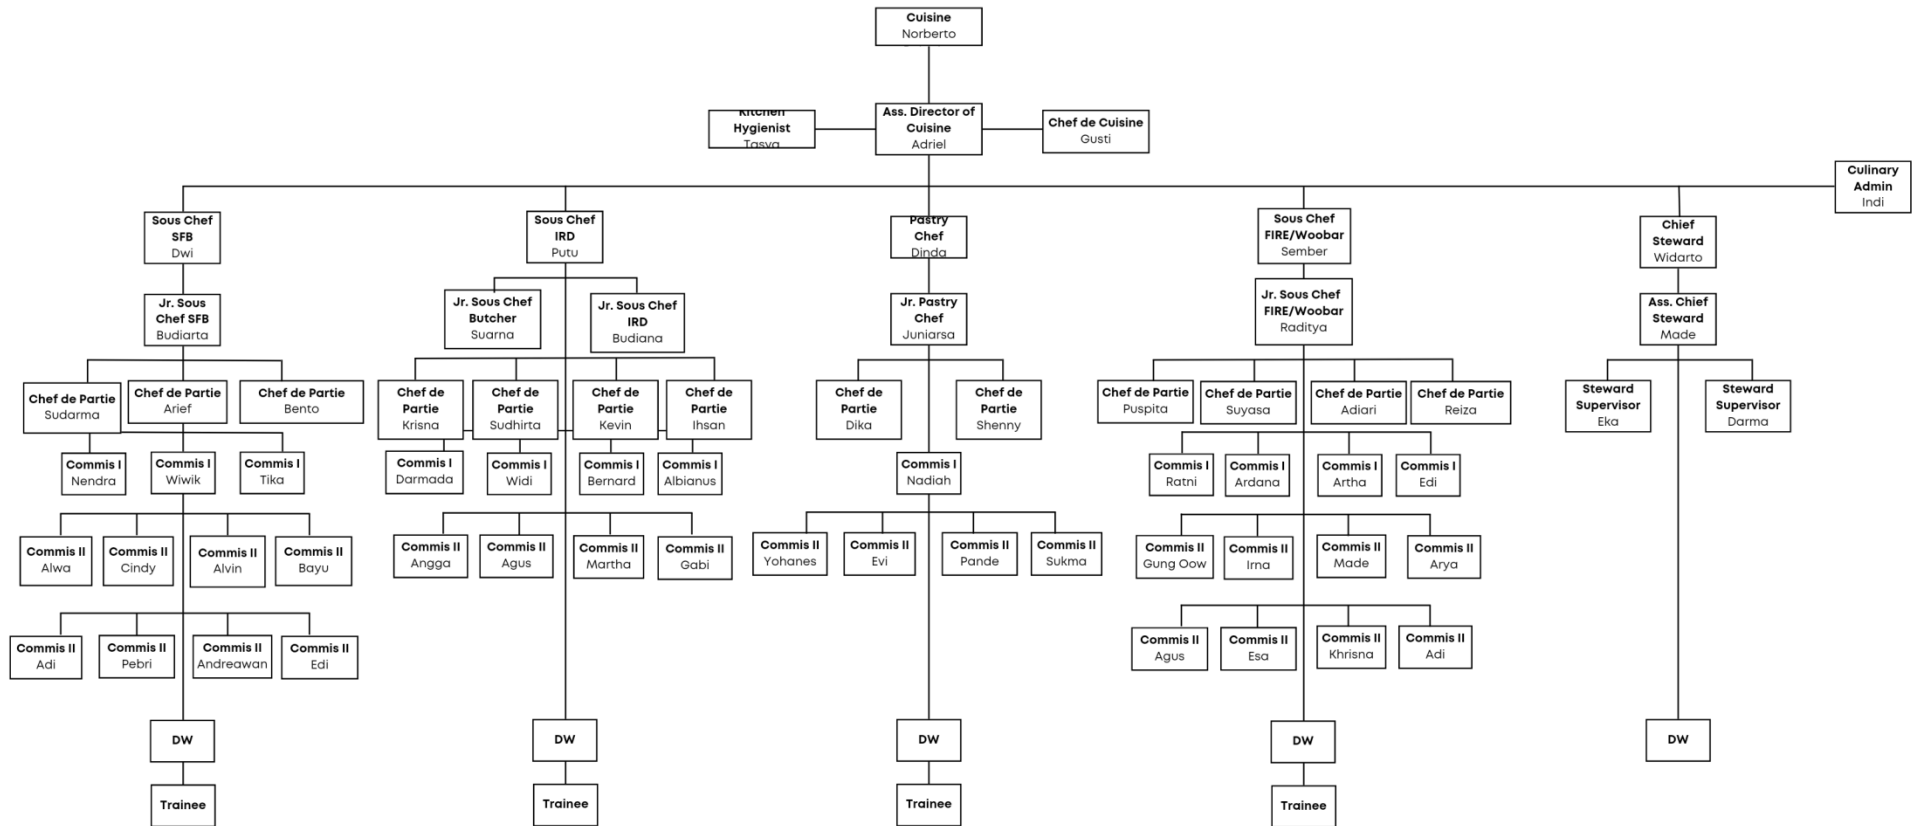 Cuisine
Norberto
Kitchen
Hygienist
Tasya
Ass. Director of
Cuisine
Adriel
Chef de Cuisine
Gusti
Culinary
Admin
Indi
Sous Chef
SFB
Dwi
Sous Chef
IRD
Putu
Pastry
Chef
Dinda
Sous Chef
FIRE/Woobar
Sember
Chief
Steward
Widarto
Jr. Sous
Chef SFB
Budiarta
Jr. Sous Chef
Butcher
Suarna
Jr. Sous Chef
IRD
Budiana
Jr. Pastry
Chef
Juniarsa
Jr. Sous Chef
FIRE/Woobar
Raditya
Ass. Chief
Steward
Made
Chef de Partie
Sudarma
Chef de Partie
Arief
Chef de Partie
Bento
Chef de
Partie
Krisna
Chef de
Partie
Sudhirta
Chef de
Partie
Kevin
Chef de
Partie
Ihsan
Chef de
Partie
Dika
Chef de
Partie
Shenny
Chef de Partie
Puspita
Chef de Partie
Suyasa
Chef de Partie
Adiari
Chef de Partie
Reiza
Steward
Supervisor
Eka
Steward
Supervisor
Darma
Commis I
Nendra
Commis I
Wiwik
Commis I
Tika
Commis I
Darmada
Commis I
Widi
Commis I
Bernard
Commis I
Albianus
Commis I
Nadiah
Commis I
Ratni
Commis I
Ardana
Commis I
Artha
Commis I
Edi
Commis II
Alwa
Commis II
Cindy
Commis II
Alvin
Commis II
Bayu
Commis II
Angga
Commis II
Agus
Commis II
Martha
Commis II
Gabi
Commis II
Yohanes
Commis II
Evi
Commis II
Pande
Commis II
Sukma
Commis II
Gung Oow
Commis II
Irna
Commis II
Made
Commis II
Arya
Commis II
Adi
Commis II
Pebri
Commis II
Andreawan
Commis II
Edi
Commis II
Agus
Commis II
Esa
Commis II
Khrisna
Commis II
Adi
DW
DW
DW
DW
DW
Trainee
Trainee
Trainee
Trainee